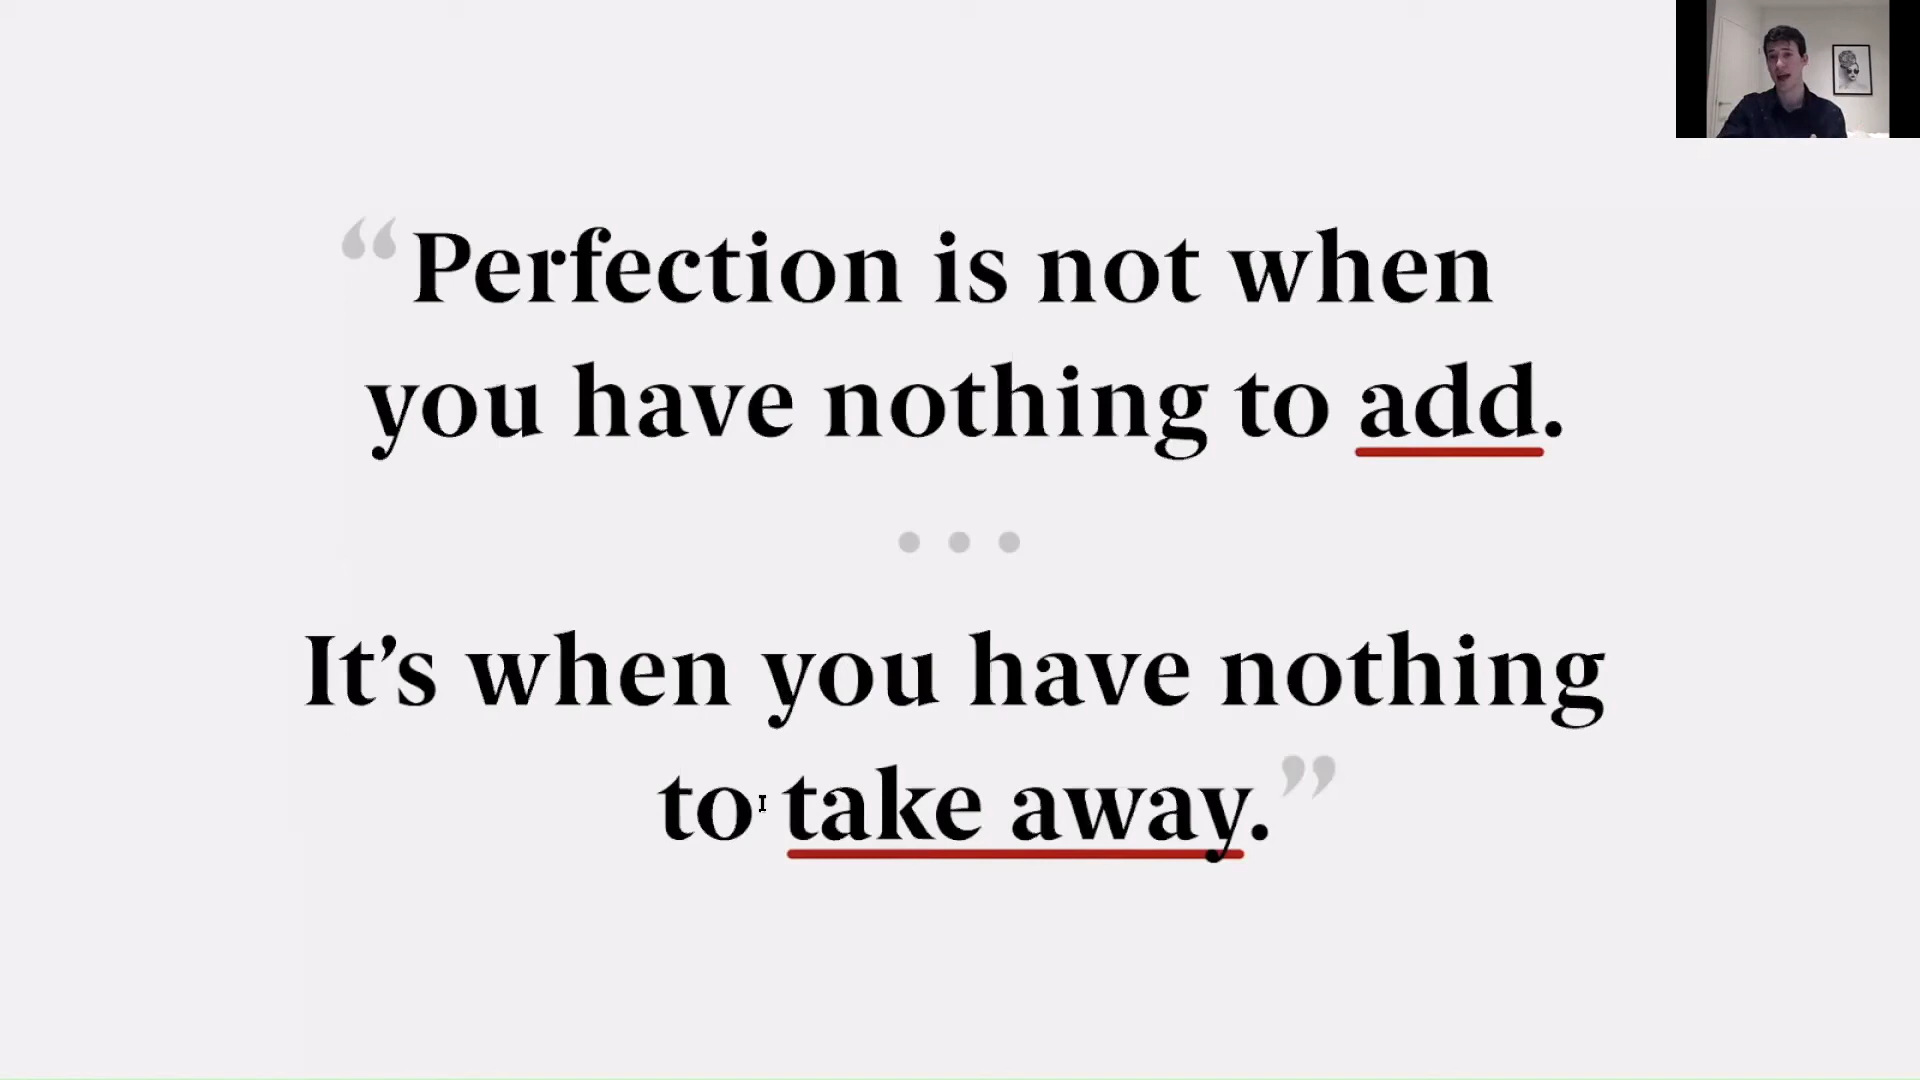 “Perfection is not when
you have nothing to add.
• • •
It’s when you have nothing
to take away.”